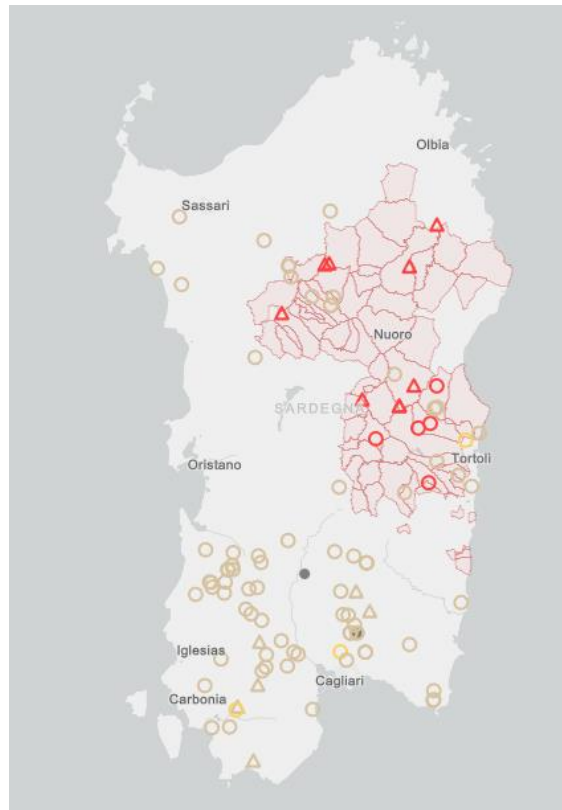 Olbia
Sassari
Nuoro
SARDEGNA
Oristano
Tortolì
Iglesias
Cagliari
Carbonia